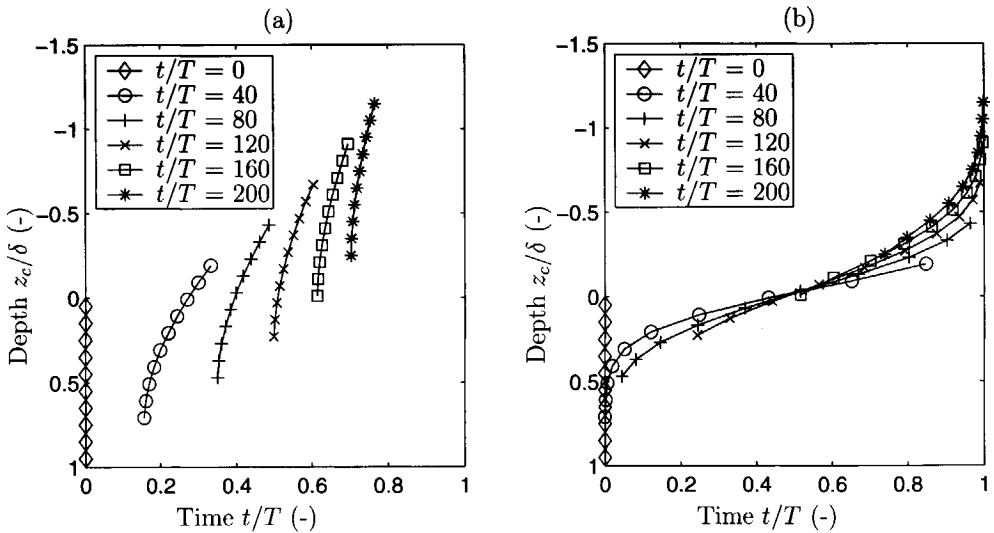 (a)
−1.5
−1
−0.5
0
0.5
1
Depth z_c/δ (-)
t/T = 0
t/T = 40
t/T = 80
t/T = 120
t/T = 160
t/T = 200
0 0.2 0.4 0.6 0.8 1
Time t/T (-)
(b)
−1.5
−1
−0.5
0
0.5
1
Depth z_c/δ (-)
t/T = 0
t/T = 40
t/T = 80
t/T = 120
t/T = 160
t/T = 200
0 0.2 0.4 0.6 0.8 1
Time t/T (-)